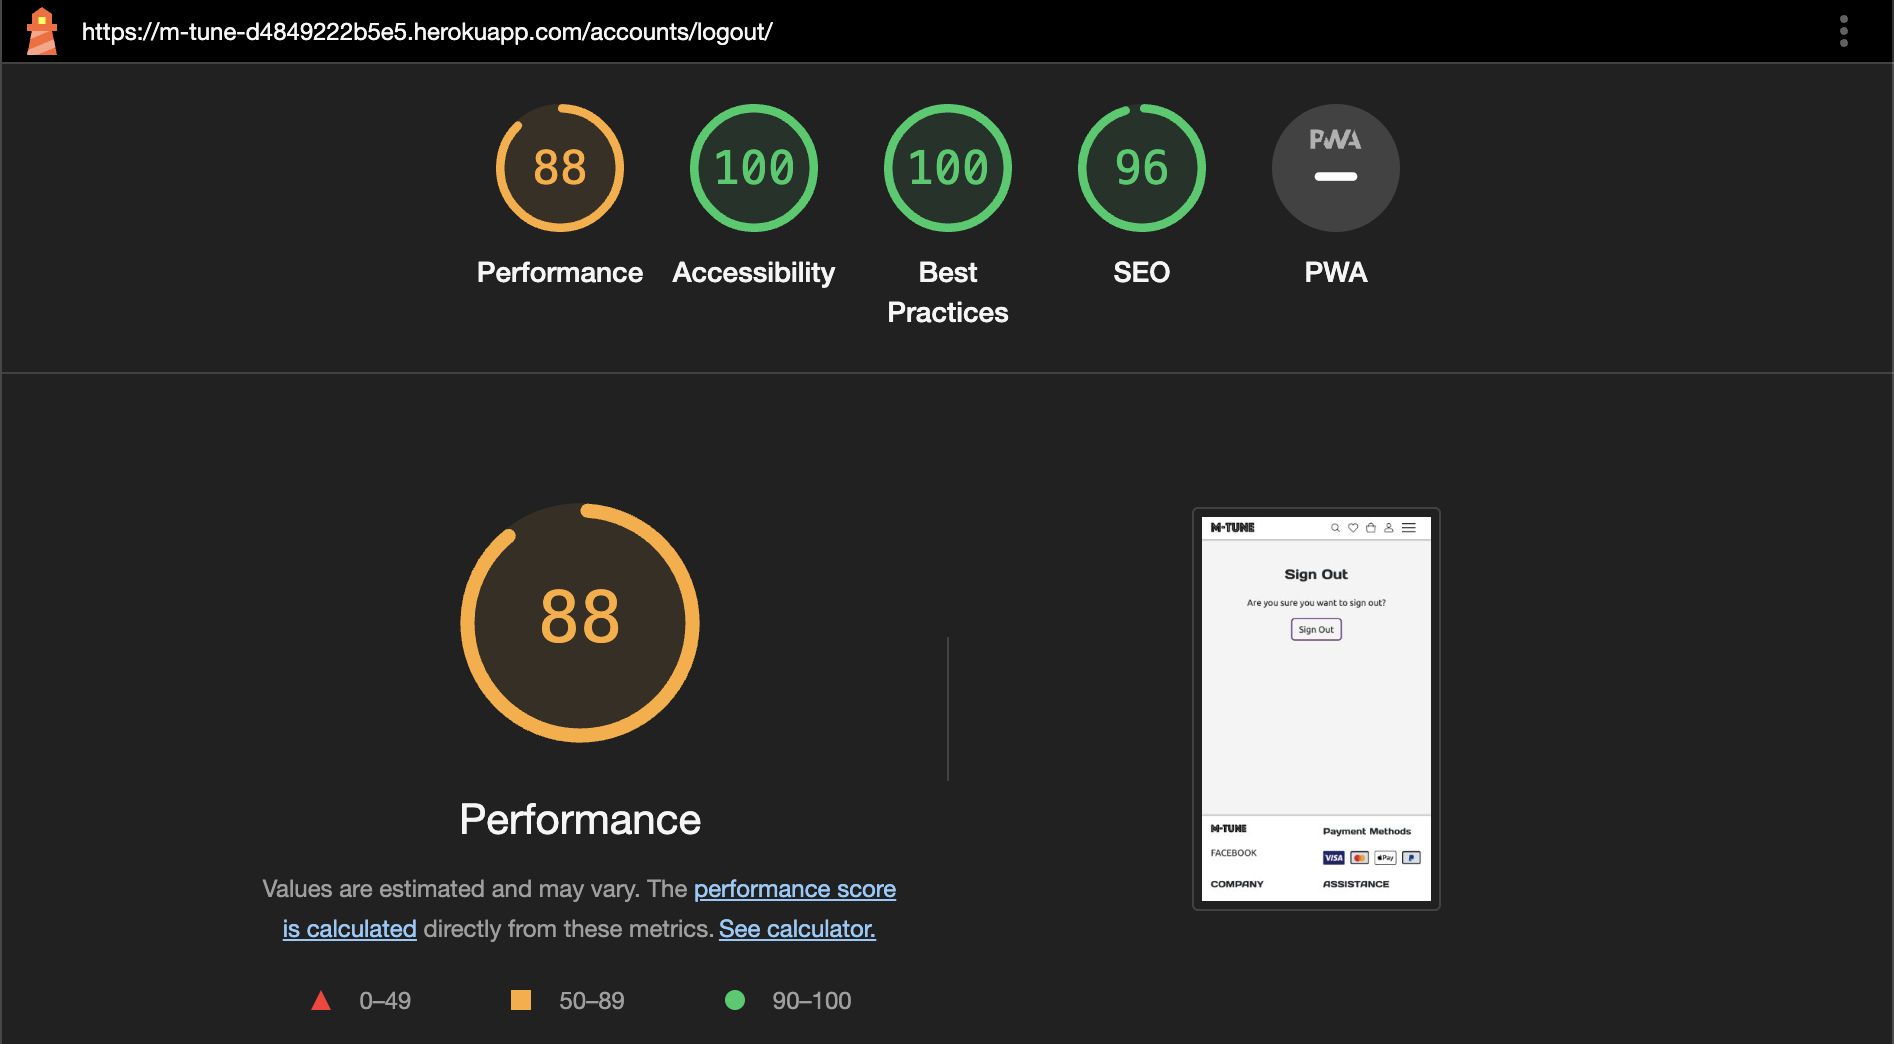 https://m-tune-d4849222b5e5.herokuapp.com/accounts/logout/
88
100
100
96
PWA
Performance
Accessibility
Best
Practices
SEO
PWA
88
Performance
Values are estimated and may vary. The performance score
is calculated directly from these metrics. See calculator.
0–49
50–89
90–100
M-TUNE
Sign Out
Are you sure you want to sign out?
Sign Out
M-TUNE
Payment Methods
FACEBOOK
VISA
Pay
COMPANY
ASSISTANCE